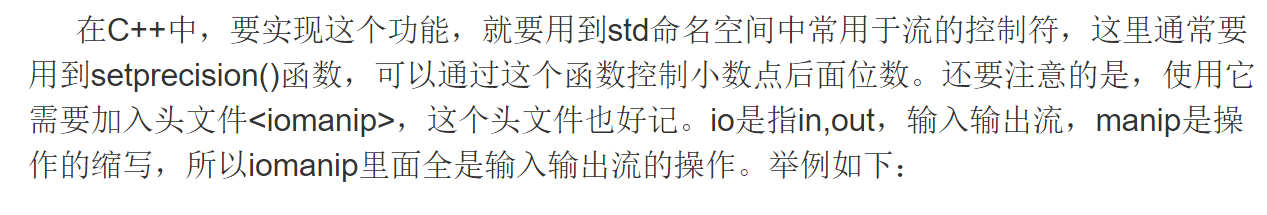 在C++中，要实现这个功能，就要用到std命名空间中常用于流的控制符，这里通常要
用到setprecision()函数，可以通过这个函数控制小数点后面位数。还要注意的是，使用它
需要加入头文件<iomanip>，这个头文件也好记。io是指in,out，输入输出流，manip是操
作的缩写，所以iomanip里面全是输入输出流的操作。举例如下：